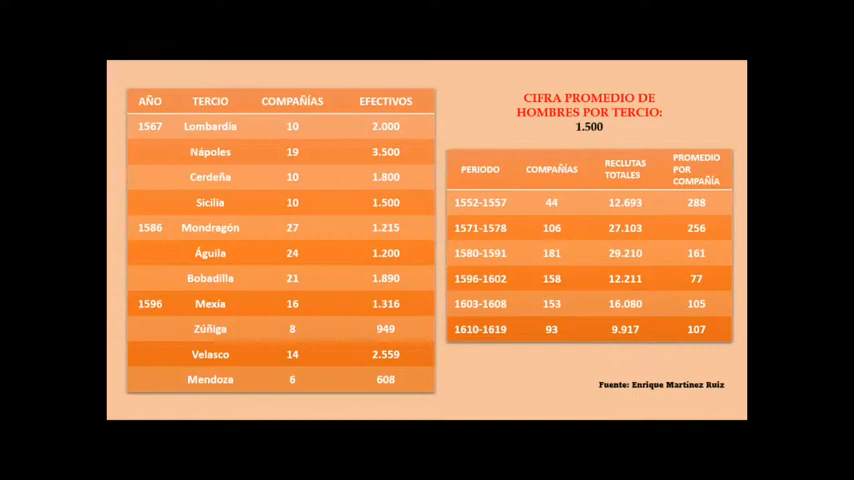 AÑO TERCIO COMPAÑÍAS EFECTIVOS
1567 Lombardía 10 2.000
Nápoles 19 3.500
Cerdeña 10 1.800
Sicilia 10 1.500
1586 Mondragón 27 1.215
Águila 24 1.200
Bobadilla 21 1.890
1596 Mexía 16 1.316
Zúñiga 8 949
Velasco 14 2.559
Mendoza 6 608
CIFRA PROMEDIO DE
HOMBRES POR TERCIO:
1.500
PERIODO COMPAÑÍAS RECLUTAS TOTALES PROMEDIO POR COMPAÑÍA
1552-1557 44 12.693 288
1571-1578 106 27.103 256
1580-1591 181 29.210 161
1596-1602 158 12.211 77
1603-1608 153 16.080 105
1610-1619 93 9.917 107
Fuente: Enrique Martínez Ruiz